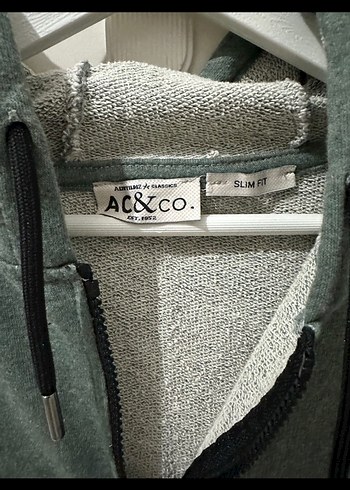 ALTINYILDIZ ★ CLASSICS
AC&CO.
EST. 1952
SLIM FIT